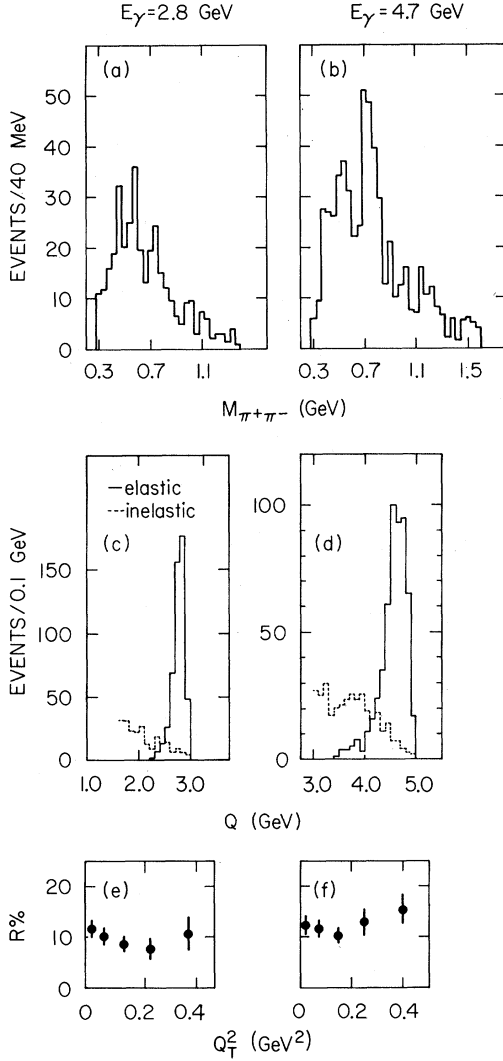 Eγ=2.8 GeV
Eγ=4.7 GeV
(a)
(b)
EVENTS/40 MeV
50
40
30
20
10
0
0.3
0.7
1.1
0.3
0.7
1.1
1.5
Mπ+π− (GeV)
—elastic
---inelastic
(c)
(d)
EVENTS/0.1 GeV
150
100
50
0
100
50
0
1.0
2.0
3.0
3.0
4.0
5.0
Q (GeV)
(e)
(f)
R%
20
10
0
0
0.2
0.4
0
0.2
0.4
Q²T (GeV²)